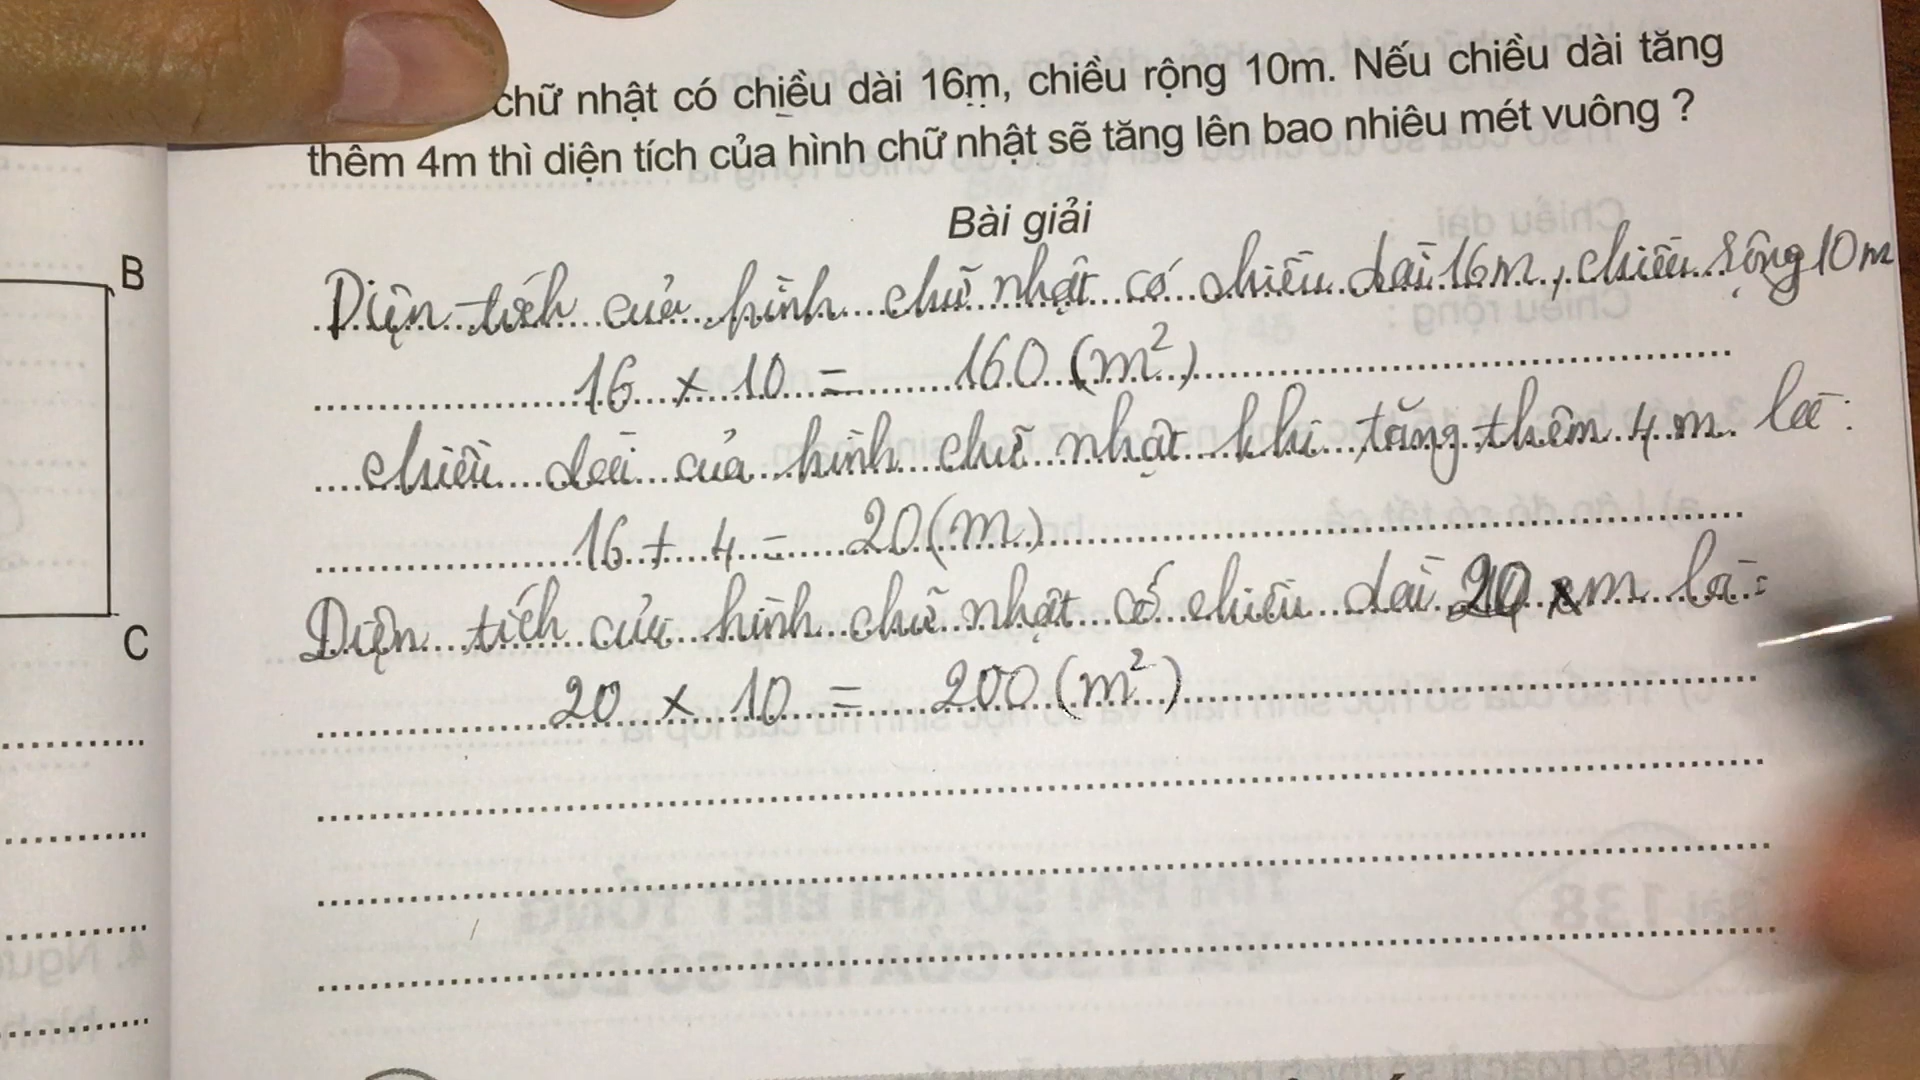 chữ nhật có chiều dài 16m, chiều rộng 10m. Nếu chiều dài tăng
thêm 4m thì diện tích của hình chữ nhật sẽ tăng lên bao nhiêu mét vuông ?
Bài giải
B
Diện tích của hình chữ nhật có chiều dài 16m, chiều rộng 10m
16 x 10 = 160 (m²)
chiều dài của hình chữ nhật khi tăng thêm 4 m là:
16 + 4 = 20 (m)
Diện tích của hình chữ nhật có chiều dài 20 m là:
C
20 x 10 = 200 (m²)